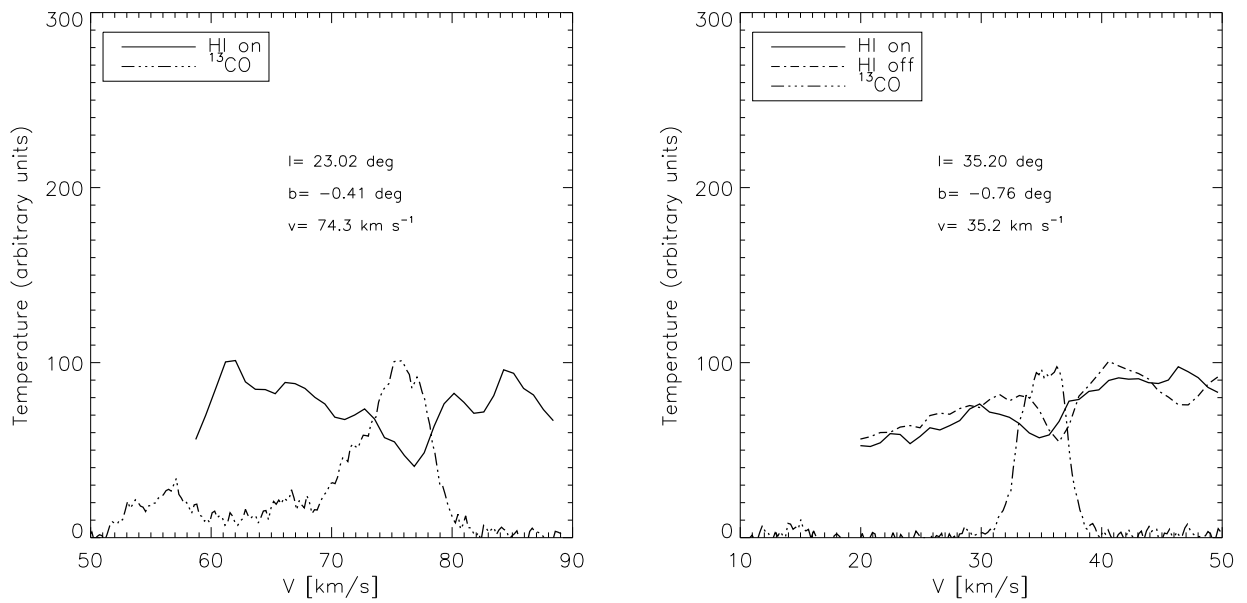 300
200
100
0
50
60
70
80
90
Temperature (arbitrary units)
V [km/s]
HI on
¹³CO
l= 23.02 deg
b= −0.41 deg
v= 74.3 km s⁻¹
300
200
100
0
10
20
30
40
50
Temperature (arbitrary units)
V [km/s]
HI on
HI off
¹³CO
l= 35.20 deg
b= −0.76 deg
v= 35.2 km s⁻¹